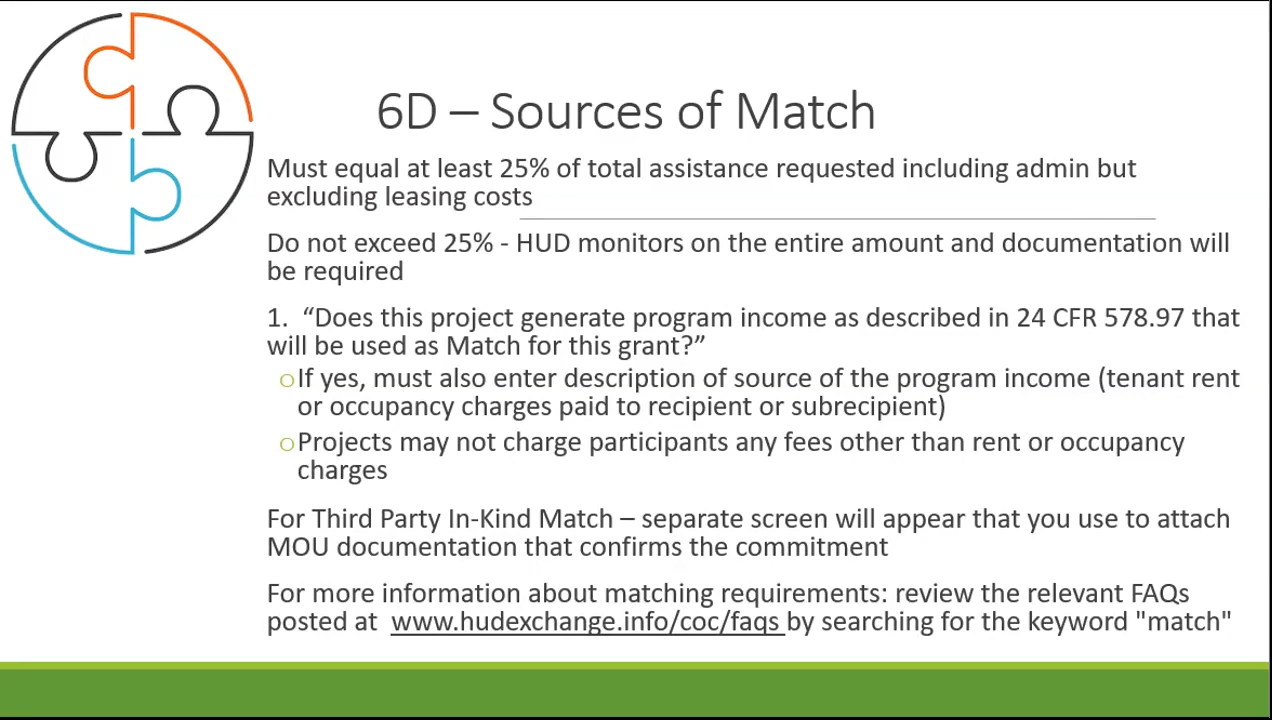 6D – Sources of Match
Must equal at least 25% of total assistance requested including admin but
excluding leasing costs
Do not exceed 25% - HUD monitors on the entire amount and documentation will
be required
1. “Does this project generate program income as described in 24 CFR 578.97 that
will be used as Match for this grant?”
oIf yes, must also enter description of source of the program income (tenant rent
or occupancy charges paid to recipient or subrecipient)
oProjects may not charge participants any fees other than rent or occupancy
charges
For Third Party In-Kind Match – separate screen will appear that you use to attach
MOU documentation that confirms the commitment
For more information about matching requirements: review the relevant FAQs
posted at www.hudexchange.info/coc/faqs by searching for the keyword "match"